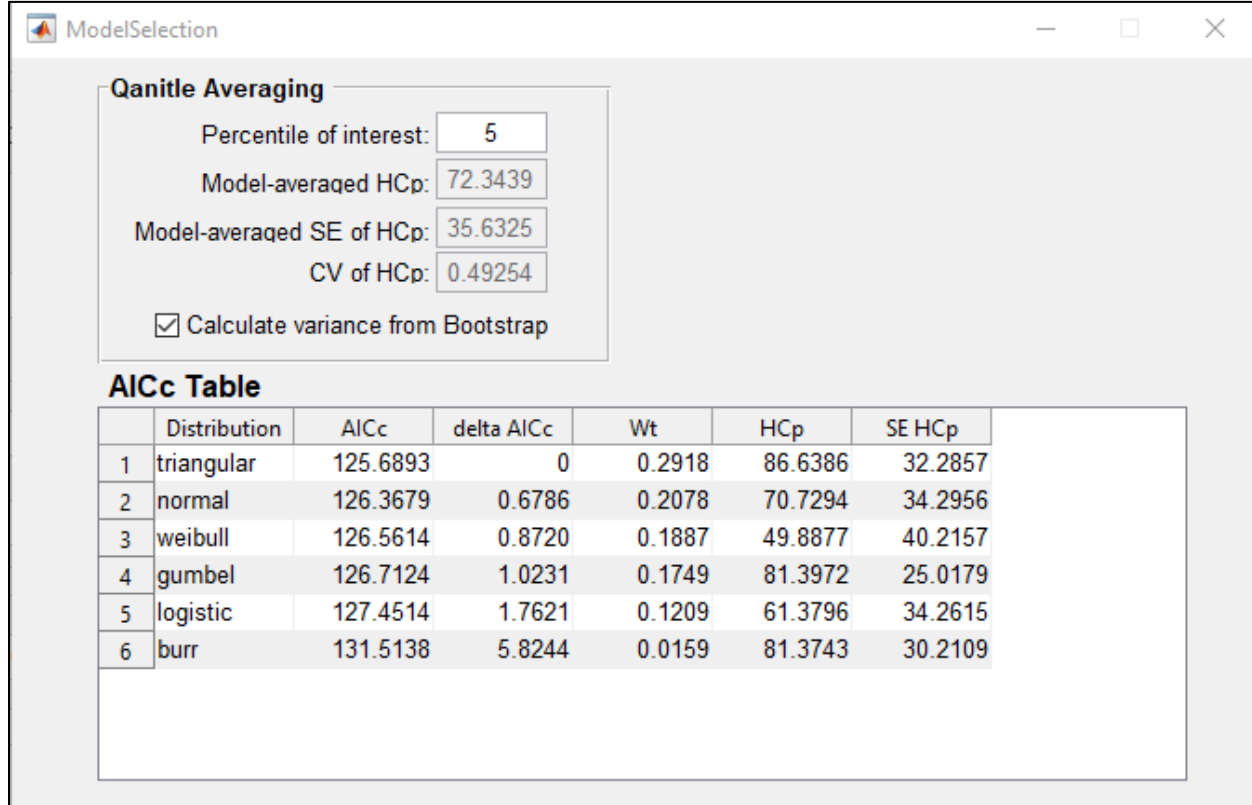 ModelSelection
Qanitle Averaging
Percentile of interest: 5
Model-averaged HCp: 72.3439
Model-averaged SE of HCp: 35.6325
CV of HCp: 0.49254
Calculate variance from Bootstrap
AICc Table
Distribution AICc delta AICc Wt HCp SE HCp
1 triangular 125.6893 0 0.2918 86.6386 32.2857
2 normal 126.3679 0.6786 0.2078 70.7294 34.2956
3 weibull 126.5614 0.8720 0.1887 49.8877 40.2157
4 gumbel 126.7124 1.0231 0.1749 81.3972 25.0179
5 logistic 127.4514 1.7621 0.1209 61.3796 34.2615
6 burr 131.5138 5.8244 0.0159 81.3743 30.2109